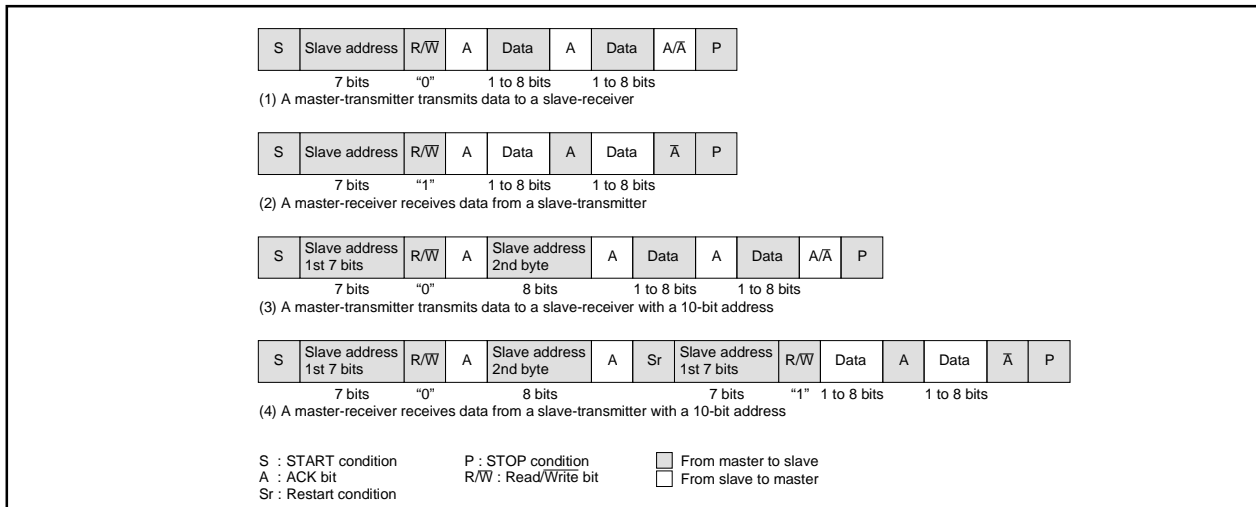 S Slave address R/W̅ A Data A Data A/A̅ P
7 bits “0” 1 to 8 bits 1 to 8 bits
(1) A master-transmitter transmits data to a slave-receiver
S Slave address R/W̅ A Data A Data A̅ P
7 bits “1” 1 to 8 bits 1 to 8 bits
(2) A master-receiver receives data from a slave-transmitter
S Slave address 1st 7 bits R/W̅ A Slave address 2nd byte A Data A Data A/A̅ P
7 bits “0” 8 bits 1 to 8 bits 1 to 8 bits
(3) A master-transmitter transmits data to a slave-receiver with a 10-bit address
S Slave address 1st 7 bits R/W̅ A Slave address 2nd byte A Sr Slave address 1st 7 bits R/W̅ Data A Data A̅ P
7 bits “0” 8 bits 7 bits “1” 1 to 8 bits 1 to 8 bits
(4) A master-receiver receives data from a slave-transmitter with a 10-bit address
S : START condition P : STOP condition From master to slave
A : ACK bit R/W̅ : Read/W̅r̅i̅t̅e̅ bit From slave to master
Sr : Restart condition